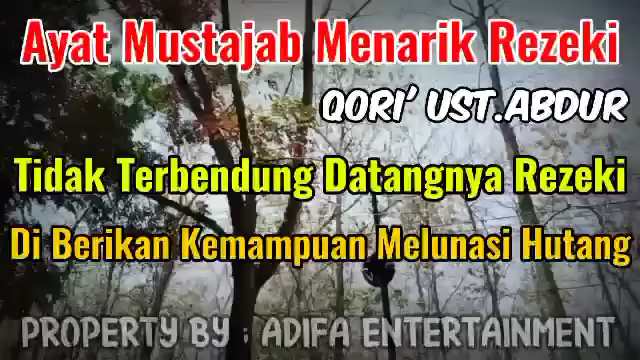 Ayat Mustajab Menarik Rezeki
QORI' UST.ABDUR
Tidak Terbendung Datangnya Rezeki
Di Berikan Kemampuan Melunasi Hutang
PROPERTY BY ; ADIFA ENTERTAINMENT